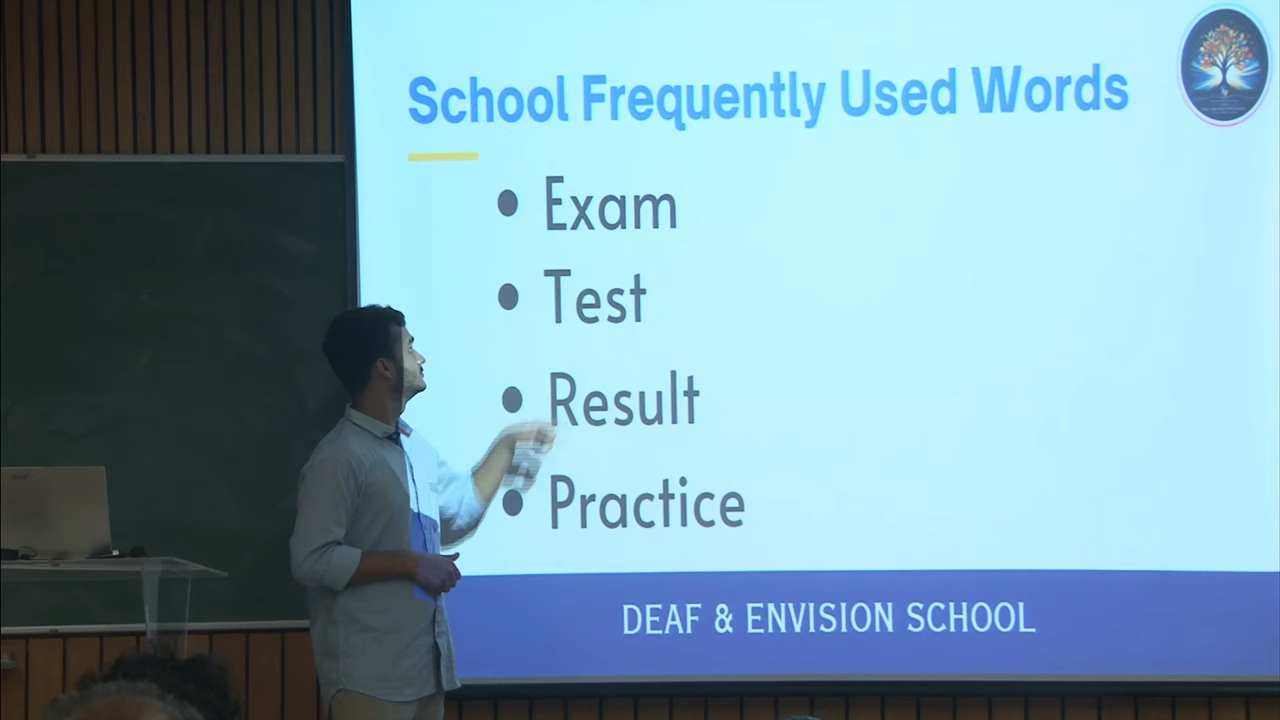 School Frequently Used Words
• Exam
• Test
• Result
• Practice
DEAF & ENVISION SCHOOL